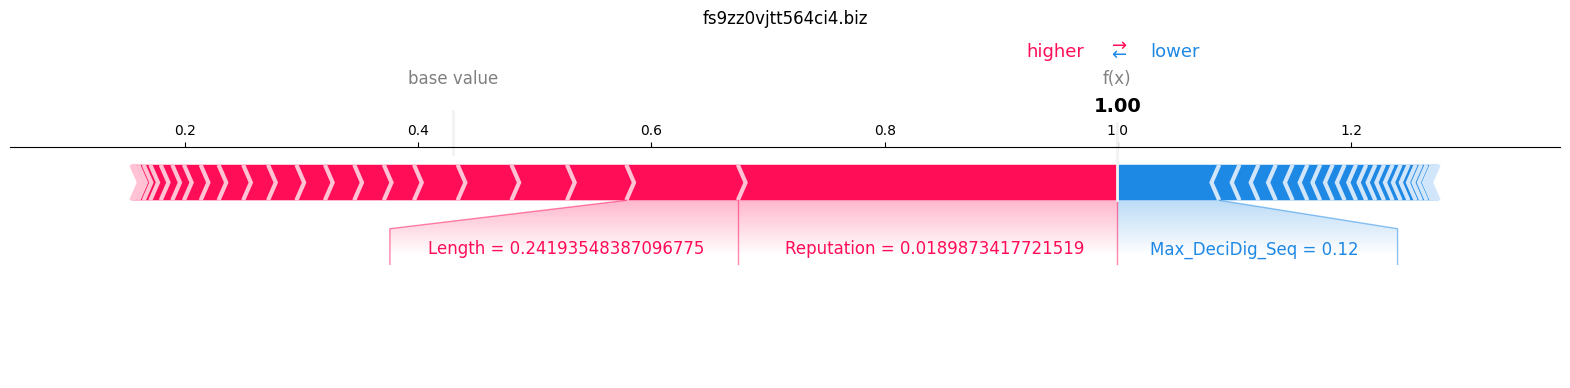 fs9zz0vjtt564ci4.biz
higher ⇄ lower
base value f(x)
1.00
0.2 0.4 0.6 0.8 1.0 1.2
Length = 0.24193548387096775 Reputation = 0.0189873417721519 Max_DeciDig_Seq = 0.12